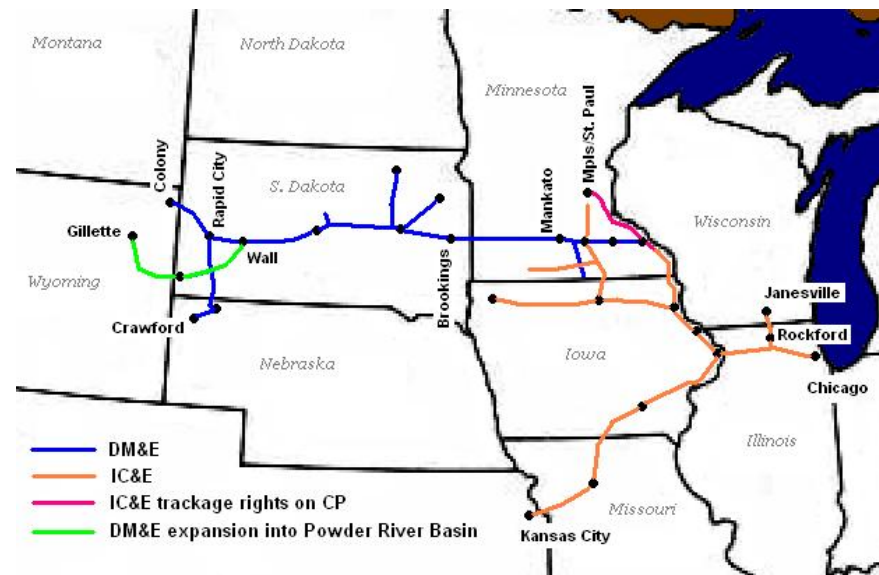 Montana
North Dakota
Minnesota
Mpls/St. Paul
Colony
Rapid City
S. Dakota
Mankato
Wisconsin
Gillette
Wall
Wyoming
Brookings
Janesville
Crawford
Rockford
Iowa
Nebraska
Chicago
Illinois
DM&E
IC&E
IC&E trackage rights on CP
Missouri
DM&E expansion into Powder River Basin
Kansas City